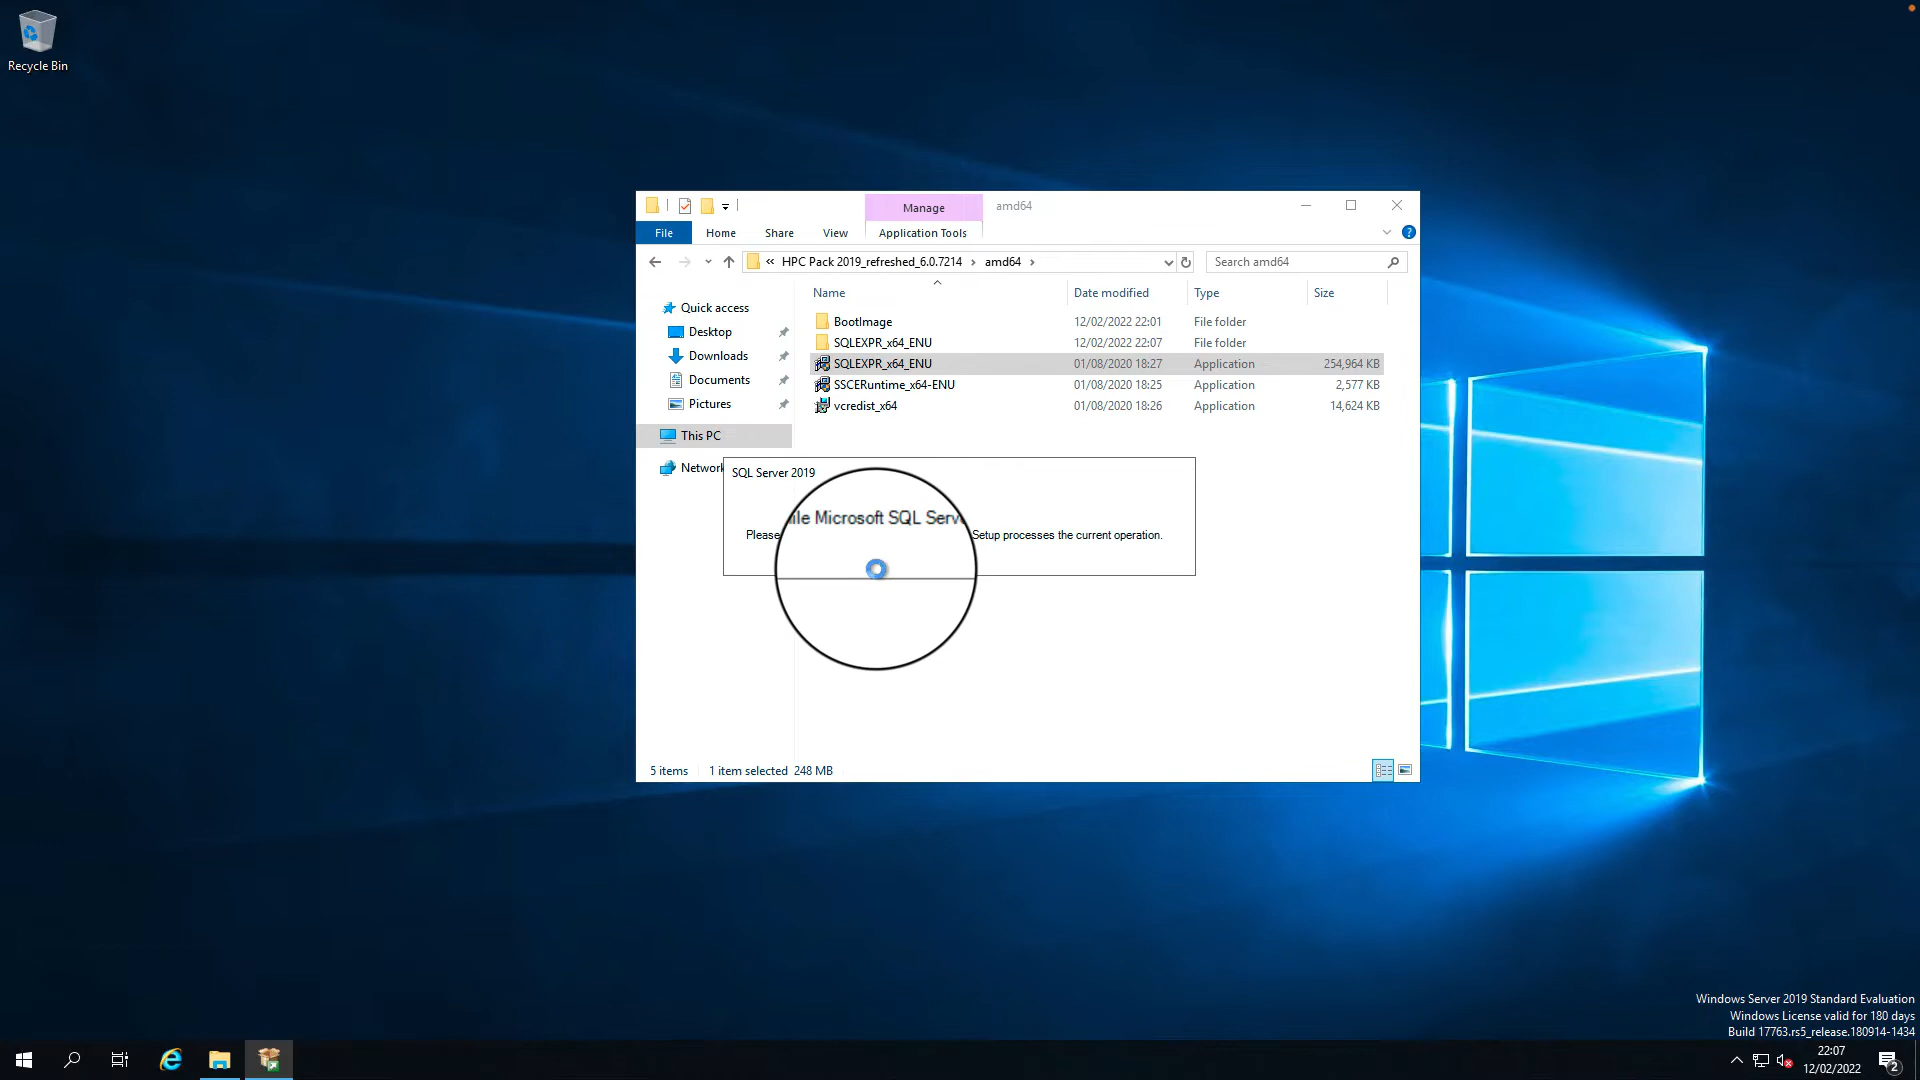 Recycle Bin
Manage
amd64
File
Home
Share
View
Application Tools
« HPC Pack 2019_refreshed_6.0.7214 › amd64 ›
Search amd64
Name
Date modified
Type
Size
Quick access
Desktop
Downloads
Documents
Pictures
This PC
Network
BootImage 12/02/2022 22:01 File folder
SQLEXPR_x64_ENU 12/02/2022 22:07 File folder
SQLEXPR_x64_ENU 01/08/2020 18:27 Application 254,964 KB
SSCERuntime_x64-ENU 01/08/2020 18:25 Application 2,577 KB
vcredist_x64 01/08/2020 18:26 Application 14,624 KB
SQL Server 2019
Please
ile Microsoft SQL Serv
Setup processes the current operation.
5 items
1 item selected 248 MB
Windows Server 2019 Standard Evaluation
Windows License valid for 180 days
Build 17763.rs5_release.180914-1434
22:07
12/02/2022
2